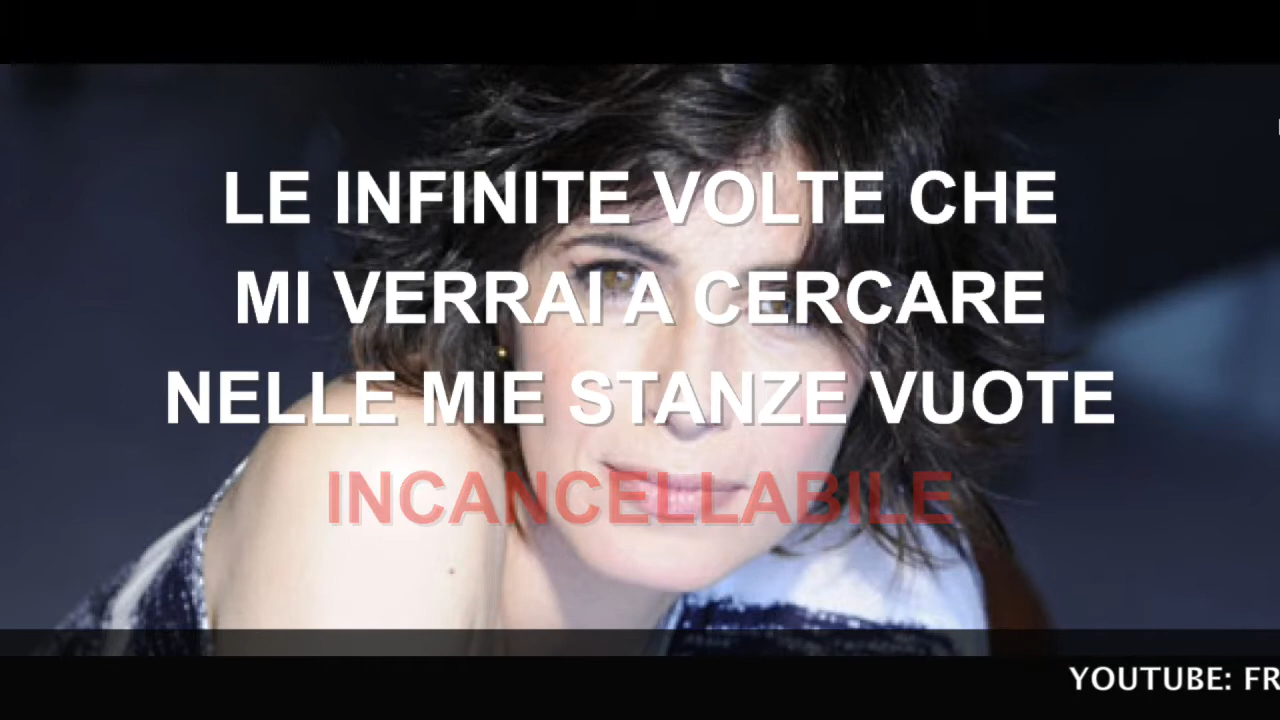 LE INFINITE VOLTE CHE
MI VERRAI A CERCARE
NELLE MIE STANZE VUOTE
INCANCELLABILE
YOUTUBE: FR